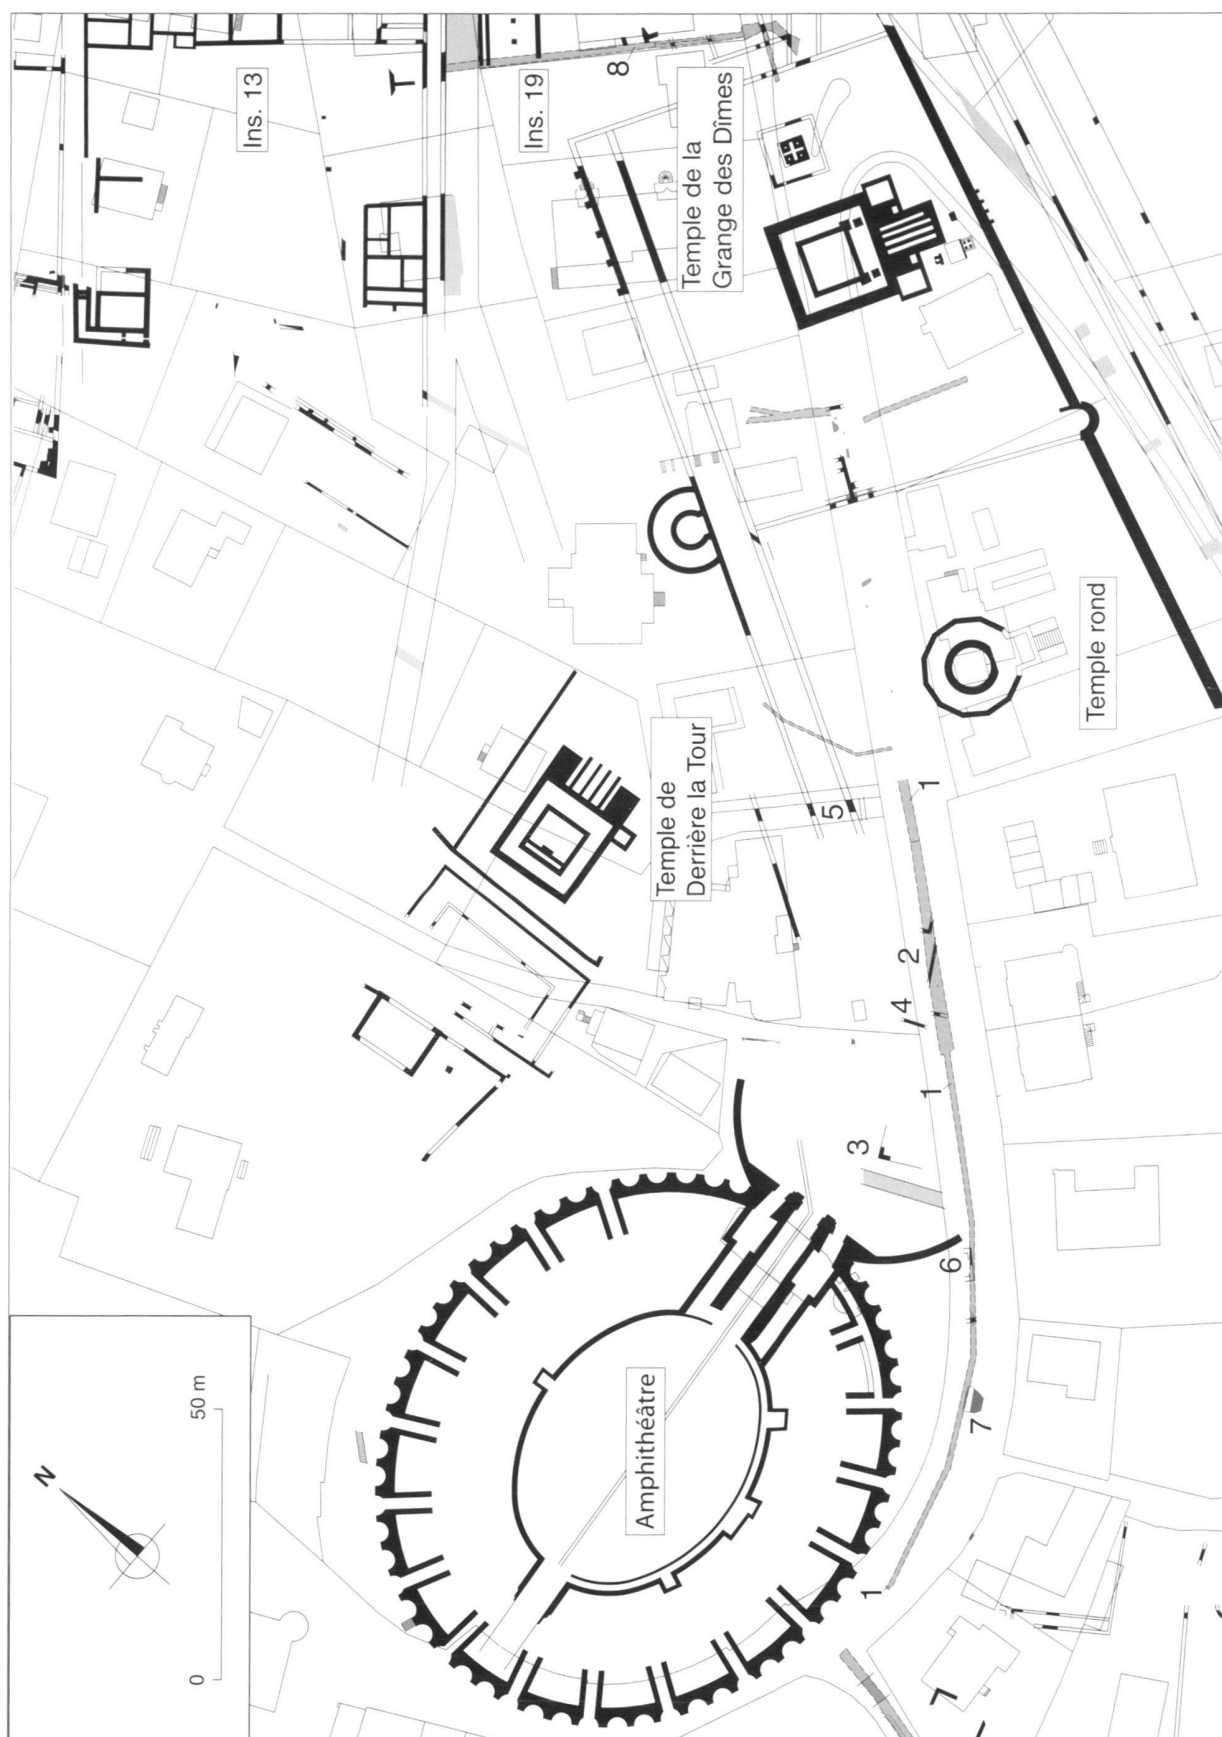 N
0
50 m
Amphithéâtre
1
7
6
3
1
4
2
1
5
Temple de
Derrière la Tour
Temple rond
Temple de la
Grange des Dîmes
Ins. 13
Ins. 19
8